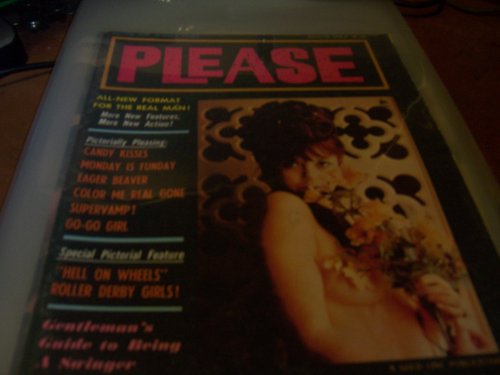 PLEASE
ALL-NEW FORMAT
FOR THE REAL MAN!
More New Features,
More New Action!
Pictorially Pleasing:
CANDY KISSES
MONDAY IS FUNDAY
EAGER BEAVER
COLOR ME REAL GONE
SUPERVAMP!
GO-GO GIRL
Special Pictorial Feature
"HELL ON WHEELS"
ROLLER DERBY GIRLS!
Gentleman's
Guide to Being
A Swinger